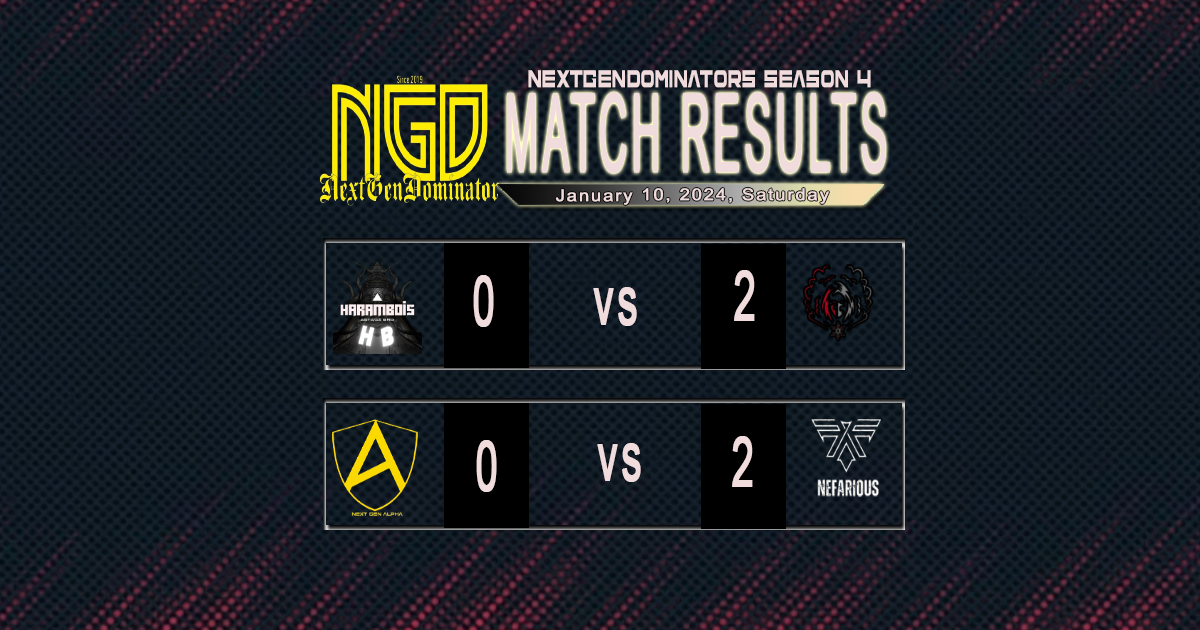 Since 2019
NGD
NextGenDominator
NEXTGENDOMINATORS SEASON 4
MATCH RESULTS
January 10, 2024, Saturday
HARAMBOIS
HB
0 VS 2
NEXT GEN ALPHA
0 VS 2
NEFARIOUS